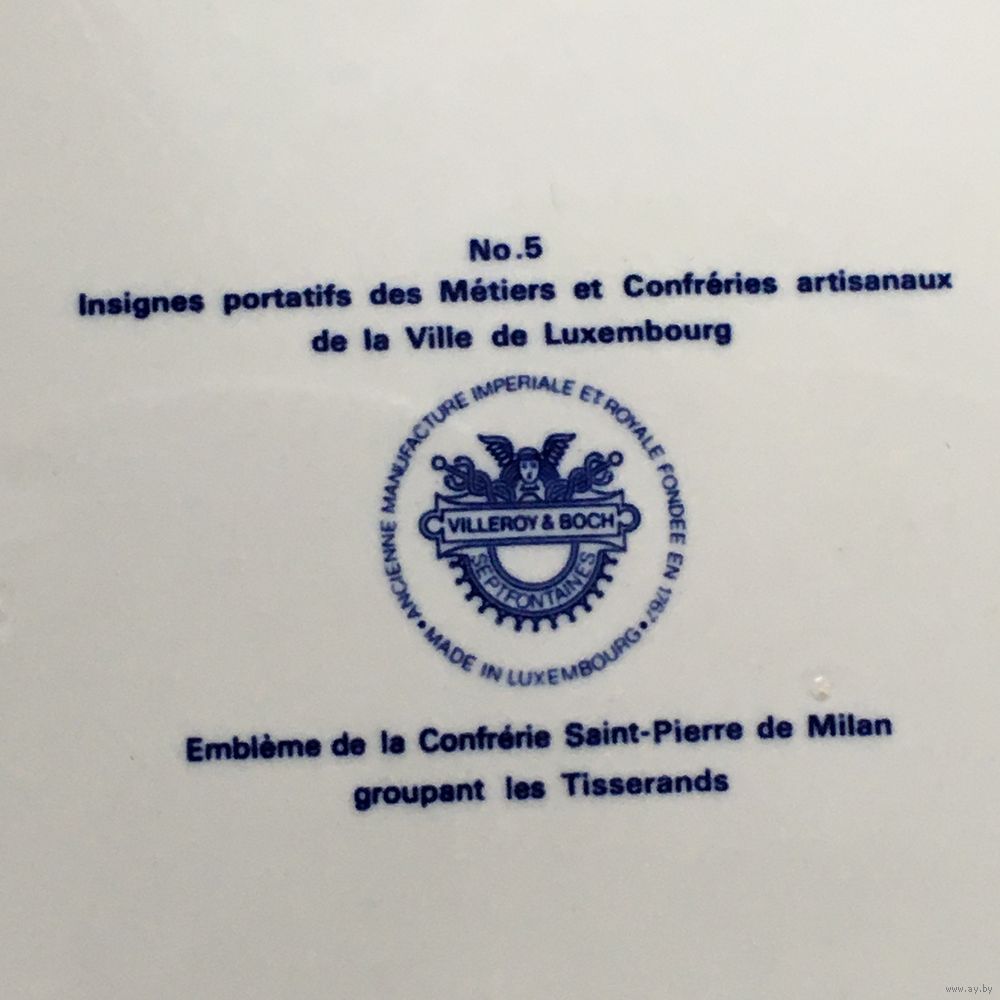 No.5
Insignes portatifs des Métiers et Confréries artisanaux
de la Ville de Luxembourg
ANCIENNE MANUFACTURE IMPERIALE ET ROYALE FONDEE EN 1767
VILLEROY & BOCH
SEPTFONTAINES
• MADE IN LUXEMBOURG •
Emblème de la Confrérie Saint-Pierre de Milan
groupant les Tisserands
www.ay.by